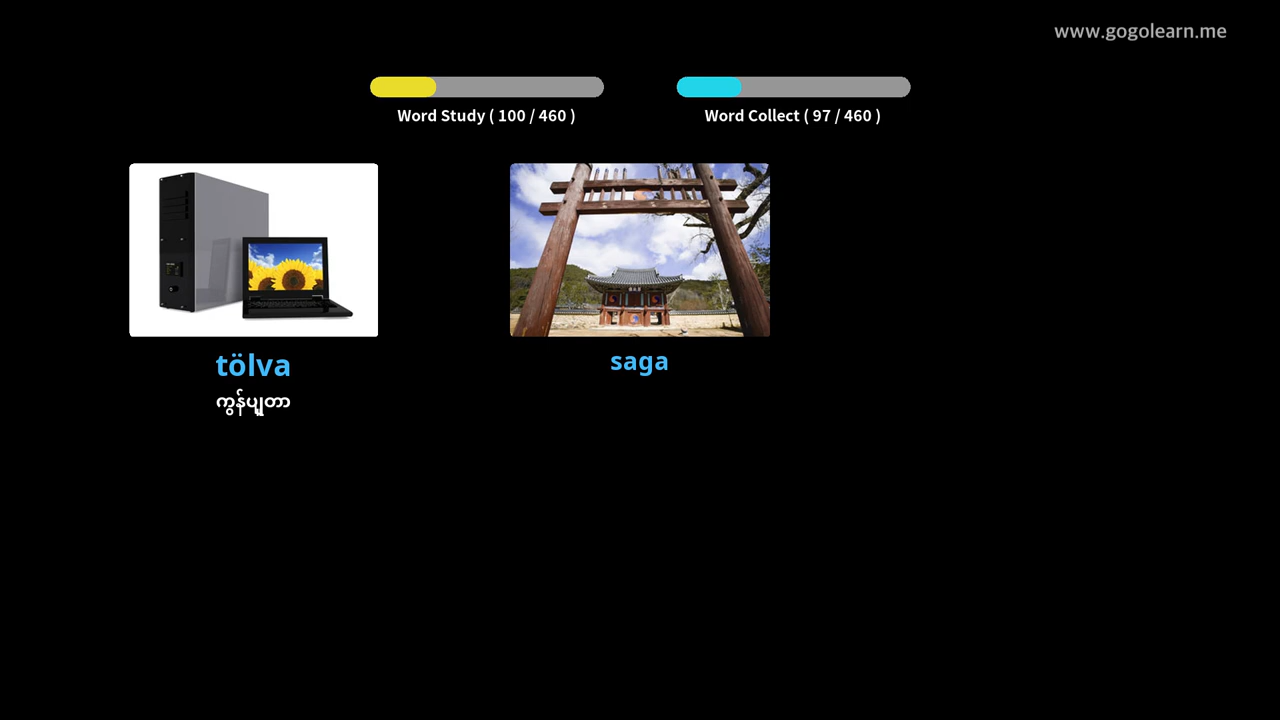 www.gogolearn.me
Word Study ( 100 / 460 )
Word Collect ( 97 / 460 )
tölva
ကွန်ပျူတာ
saga